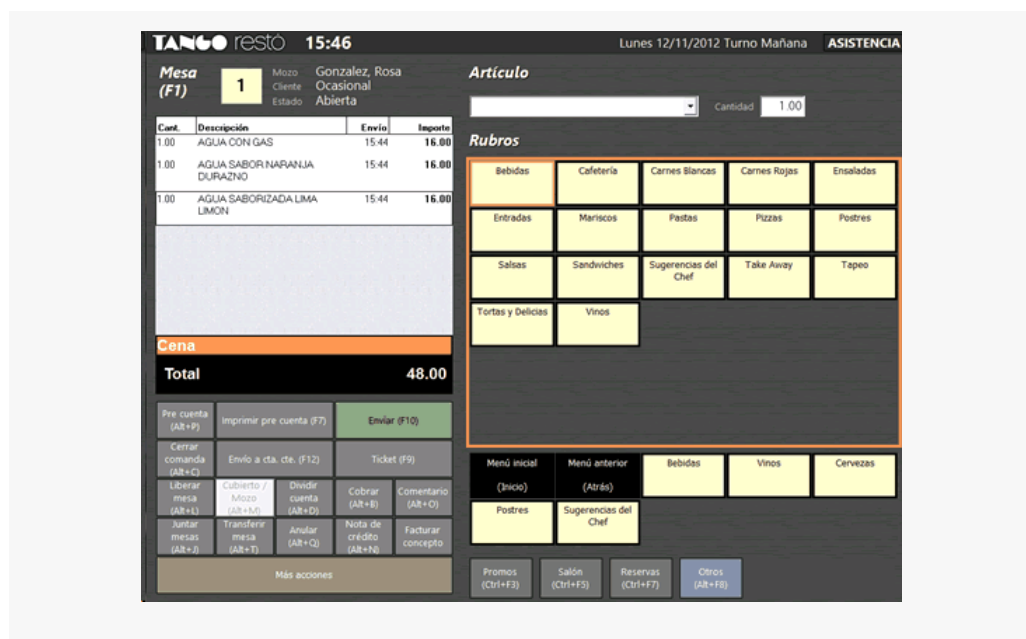 TANGO restó 15:46 Lunes 12/11/2012 Turno Mañana ASISTENCIA
Mesa (F1)
1
Mozo Gonzalez, Rosa
Cliente Ocasional
Estado Abierta
Cant. Descripción Envío Importe
1.00 AGUA CON GAS 15:44 16.00
1.00 AGUA SABOR NARANJA 15:44 16.00
DURAZNO
1.00 AGUA SABORIZADA LIMA 15:44 16.00
LIMON
Cena
Total 48.00
Pre cuenta
(Alt+P)
Imprimir pre cuenta (F7)
Envíar (F10)
Cerrar
comanda
(Alt+C)
Envío a cta. cte. (F12)
Ticket (F9)
Liberar
mesa
(Alt+L)
Cubierto /
Mozo
(Alt+M)
Dividir
cuenta
(Alt+D)
Cobrar
(Alt+B)
Comentario
(Alt+O)
Juntar
mesas
(Alt+J)
Transferir
mesa
(Alt+T)
Anular
(Alt+Q)
Nota de
crédito
(Alt+N)
Facturar
concepto
Más acciones
Artículo
Cantidad 1.00
Rubros
Bebidas
Cafetería
Carnes Blancas
Carnes Rojas
Ensaladas
Entradas
Mariscos
Pastas
Pizzas
Postres
Salsas
Sandwiches
Sugerencias del
Chef
Take Away
Tapeo
Tortas y Delicias
Vinos
Menú inicial
(Inicio)
Menú anterior
(Atrás)
Bebidas
Vinos
Cervezas
Postres
Sugerencias del
Chef
Promos
(Ctrl+F3)
Salón
(Ctrl+F5)
Reservas
(Ctrl+F7)
Otros
(Alt+F8)